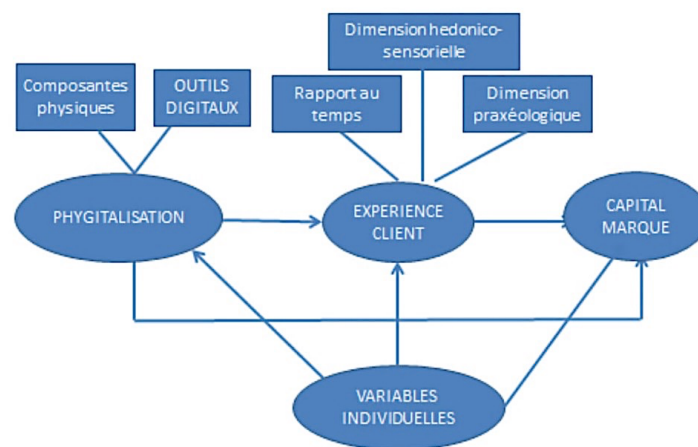 Dimension hedonico-
sensorielle
Composantes
physiques
OUTILS
DIGITAUX
Rapport au
temps
Dimension
praxéologique
PHYGITALISATION
EXPERIENCE
CLIENT
CAPITAL
MARQUE
VARIABLES
INDIVIDUELLES